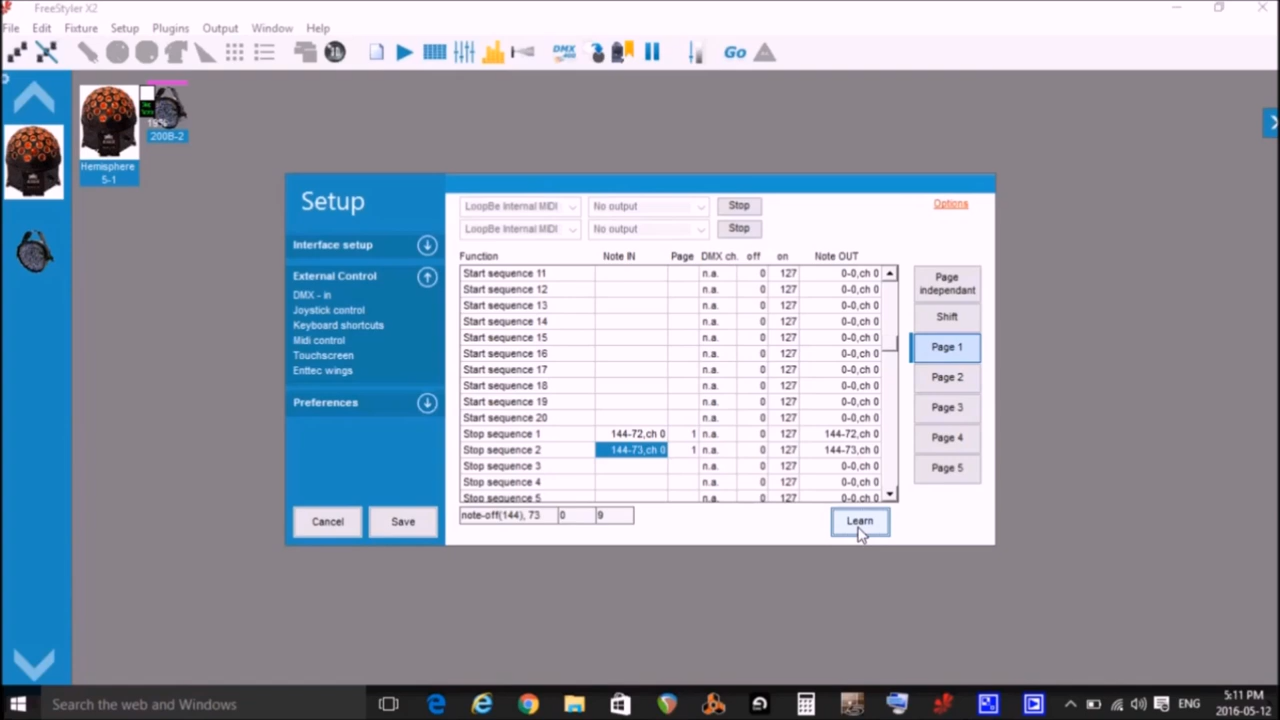 FreeStyler X2
File Edit Fixture Setup Plugins Output Window Help
DMX 400 Go
Hemisphere 5-1
200B-2
Setup
Interface setup
External Control
DMX - in
Joystick control
Keyboard shortcuts
Midi control
Touchscreen
Enttec wings
Preferences
Cancel Save
LoopBe Internal MIDI No output Stop
LoopBe Internal MIDI No output Stop
Options
Function Note IN Page DMX ch. off on Note OUT
Start sequence 11 n.a. 0 127 0-0,ch 0
Start sequence 12 n.a. 0 127 0-0,ch 0
Start sequence 13 n.a. 0 127 0-0,ch 0
Start sequence 14 n.a. 0 127 0-0,ch 0
Start sequence 15 n.a. 0 127 0-0,ch 0
Start sequence 16 n.a. 0 127 0-0,ch 0
Start sequence 17 n.a. 0 127 0-0,ch 0
Start sequence 18 n.a. 0 127 0-0,ch 0
Start sequence 19 n.a. 0 127 0-0,ch 0
Start sequence 20 n.a. 0 127 0-0,ch 0
Stop sequence 1 144-72,ch 0 1 n.a. 0 127 144-72,ch 0
Stop sequence 2 144-73,ch 0 1 n.a. 0 127 144-73,ch 0
Stop sequence 3 n.a. 0 127 0-0,ch 0
Stop sequence 4 n.a. 0 127 0-0,ch 0
Stop sequence 5 n.a. 0 127 0-0,ch 0
note-off(144), 73 0 9
Learn
Page independant
Shift
Page 1
Page 2
Page 3
Page 4
Page 5
Search the web and Windows
ENG
5:11 PM
2016-05-12